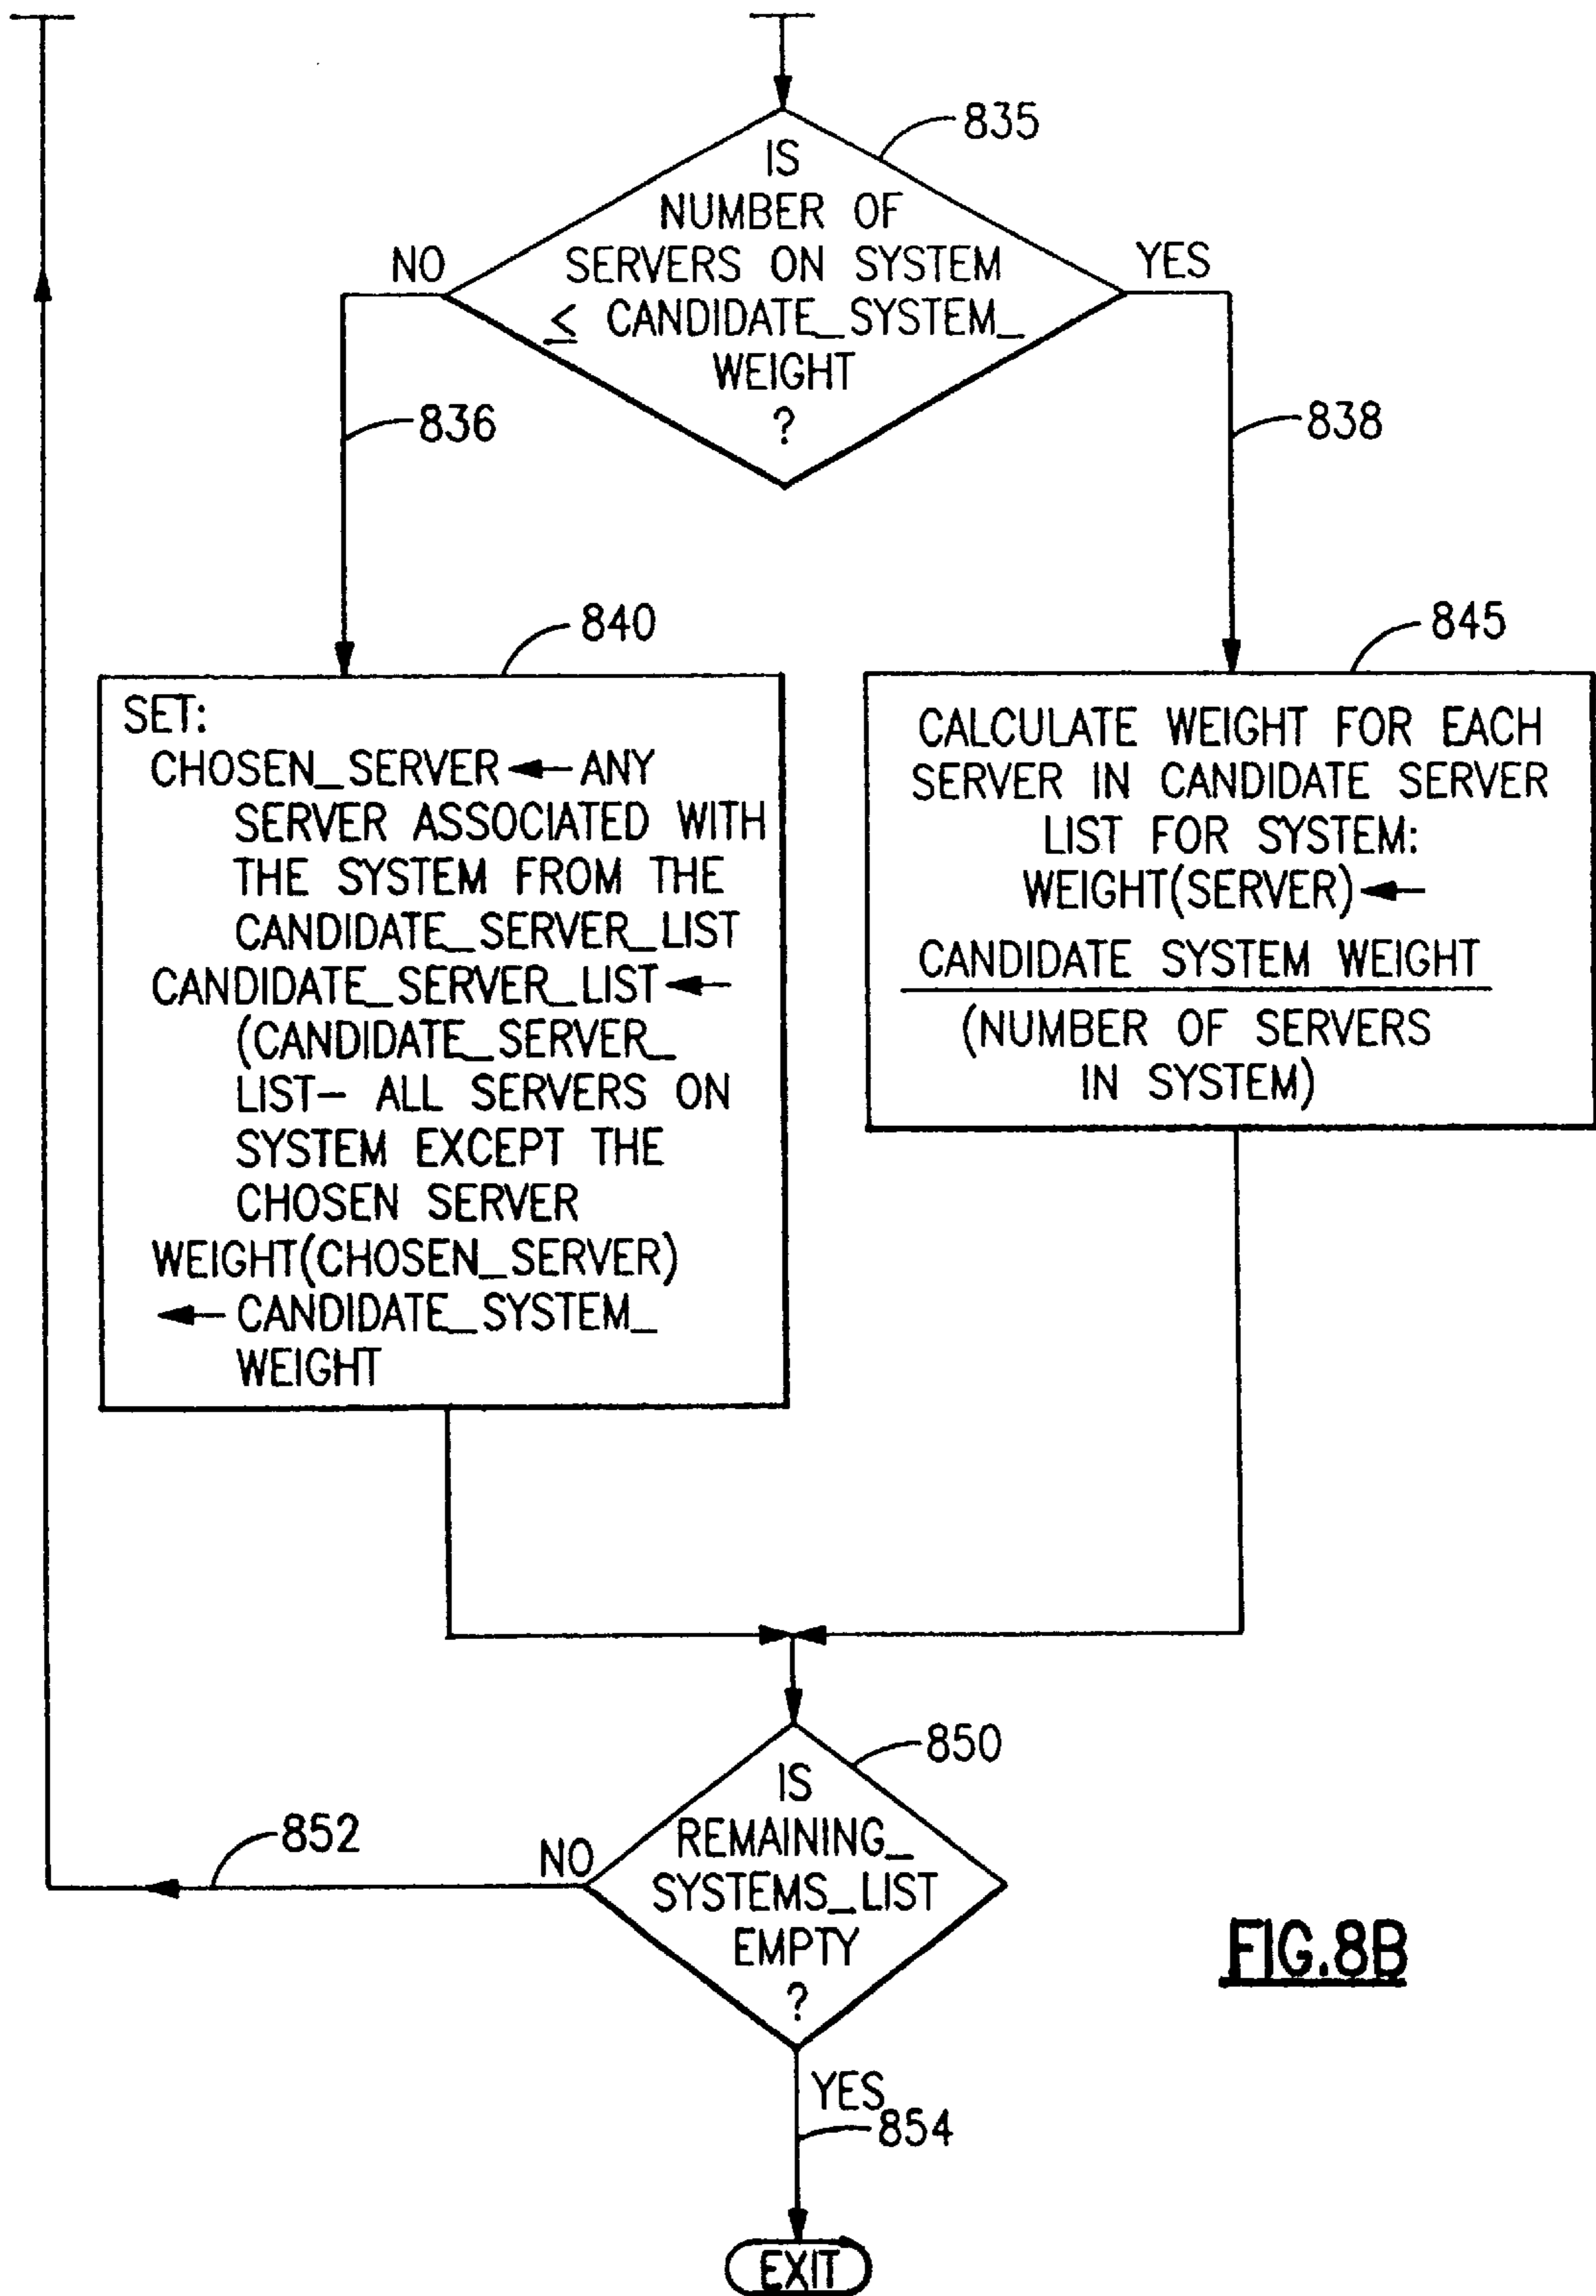 835
IS
NUMBER OF
SERVERS ON SYSTEM
≤ CANDIDATE_SYSTEM_
WEIGHT
?
NO
YES
836
838
840
SET:
CHOSEN_SERVER ← ANY
SERVER ASSOCIATED WITH
THE SYSTEM FROM THE
CANDIDATE_SERVER_LIST
CANDIDATE_SERVER_LIST ←
(CANDIDATE_SERVER_
LIST– ALL SERVERS ON
SYSTEM EXCEPT THE
CHOSEN SERVER
WEIGHT(CHOSEN_SERVER)
← CANDIDATE_SYSTEM_
WEIGHT
845
CALCULATE WEIGHT FOR EACH
SERVER IN CANDIDATE SERVER
LIST FOR SYSTEM:
WEIGHT(SERVER) ←
CANDIDATE SYSTEM WEIGHT
(NUMBER OF SERVERS
IN SYSTEM)
850
IS
REMAINING_
SYSTEMS_LIST
EMPTY
?
NO
852
YES
854
EXIT
FIG.8B